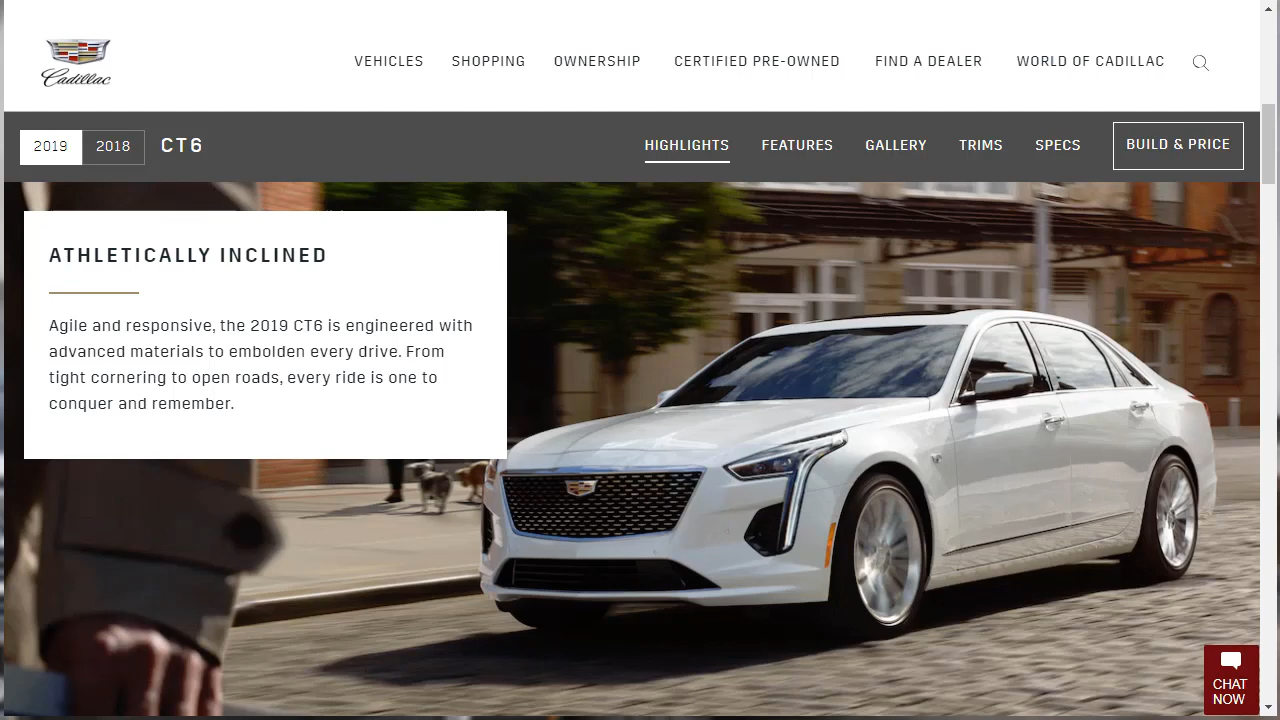 Cadillac
VEHICLES SHOPPING OWNERSHIP CERTIFIED PRE-OWNED FIND A DEALER WORLD OF CADILLAC
2019 2018 CT6 HIGHLIGHTS FEATURES GALLERY TRIMS SPECS BUILD & PRICE
ATHLETICALLY INCLINED
Agile and responsive, the 2019 CT6 is engineered with
advanced materials to embolden every drive. From
tight cornering to open roads, every ride is one to
conquer and remember.
CHAT
NOW